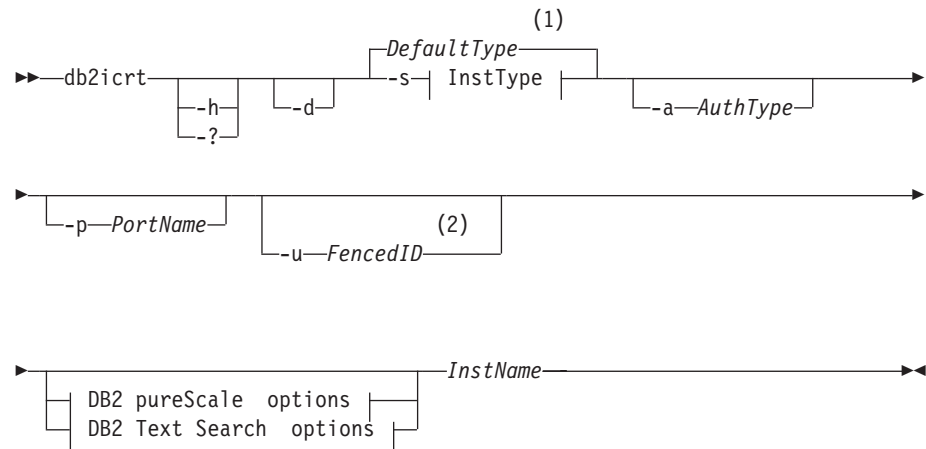 (1)
DefaultType
db2icrt -s InstType
-h -d -a AuthType
-?
(2)
-p PortName
-u FencedID
InstName
DB2 pureScale options
DB2 Text Search options